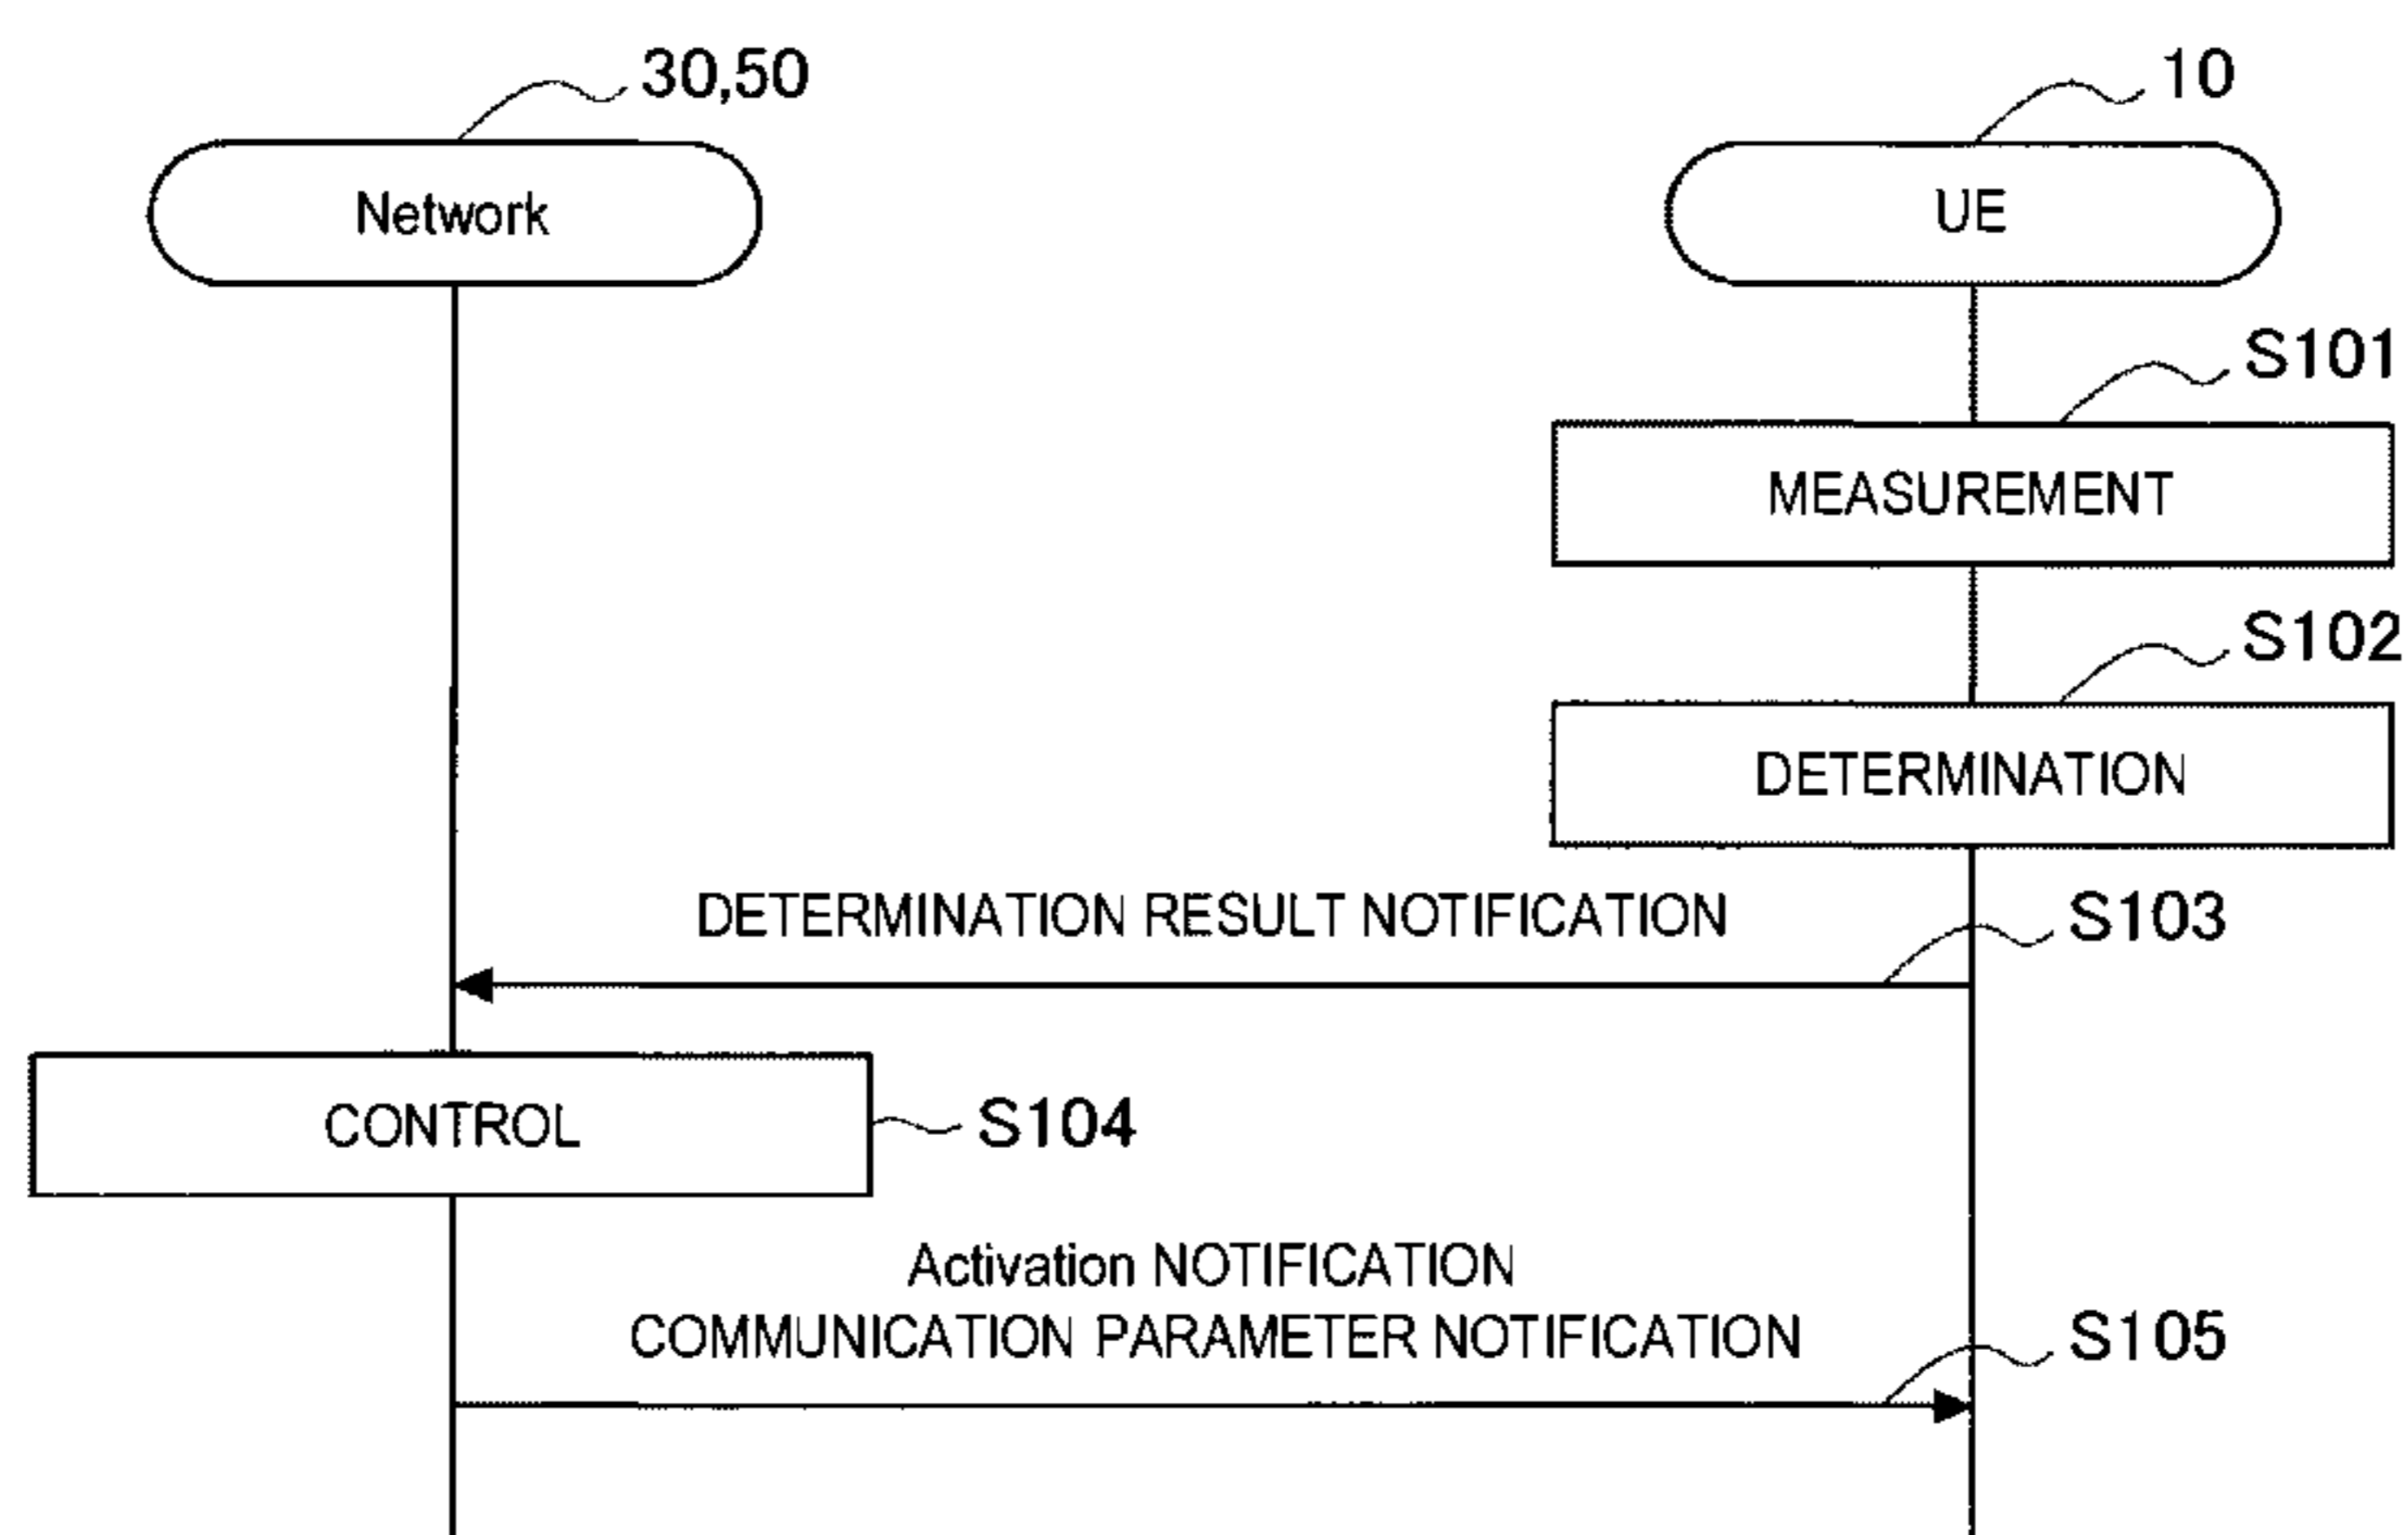 30,50
10
Network
UE
S101
MEASUREMENT
S102
DETERMINATION
DETERMINATION RESULT NOTIFICATION
S103
CONTROL
S104
Activation NOTIFICATION
COMMUNICATION PARAMETER NOTIFICATION
S105